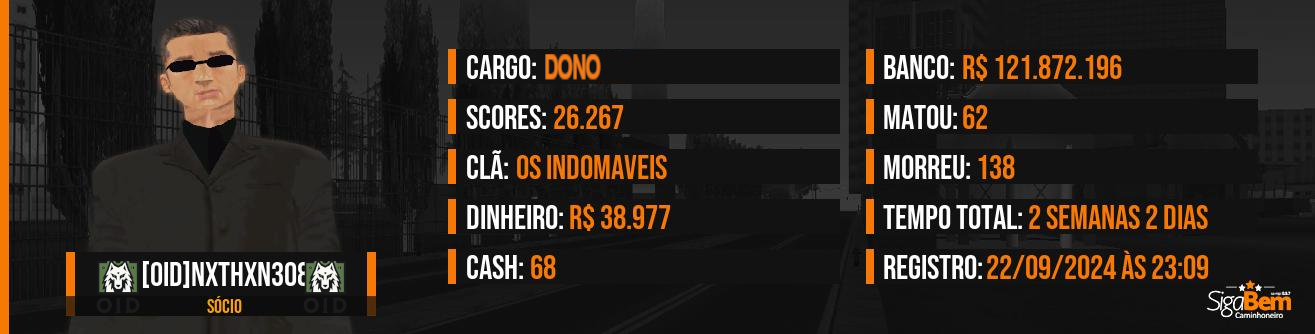 CARGO: DONO
SCORES: 26.267
CLÃ: OS INDOMAVEIS
DINHEIRO: R$ 38.977
CASH: 68
BANCO: R$ 121.872.196
MATOU: 62
MORREU: 138
TEMPO TOTAL: 2 SEMANAS 2 DIAS
REGISTRO: 22/09/2024 ÀS 23:09
[OID]NXTHXN308
OID OID
SÓCIO
SigaBem
Caminhoneiro